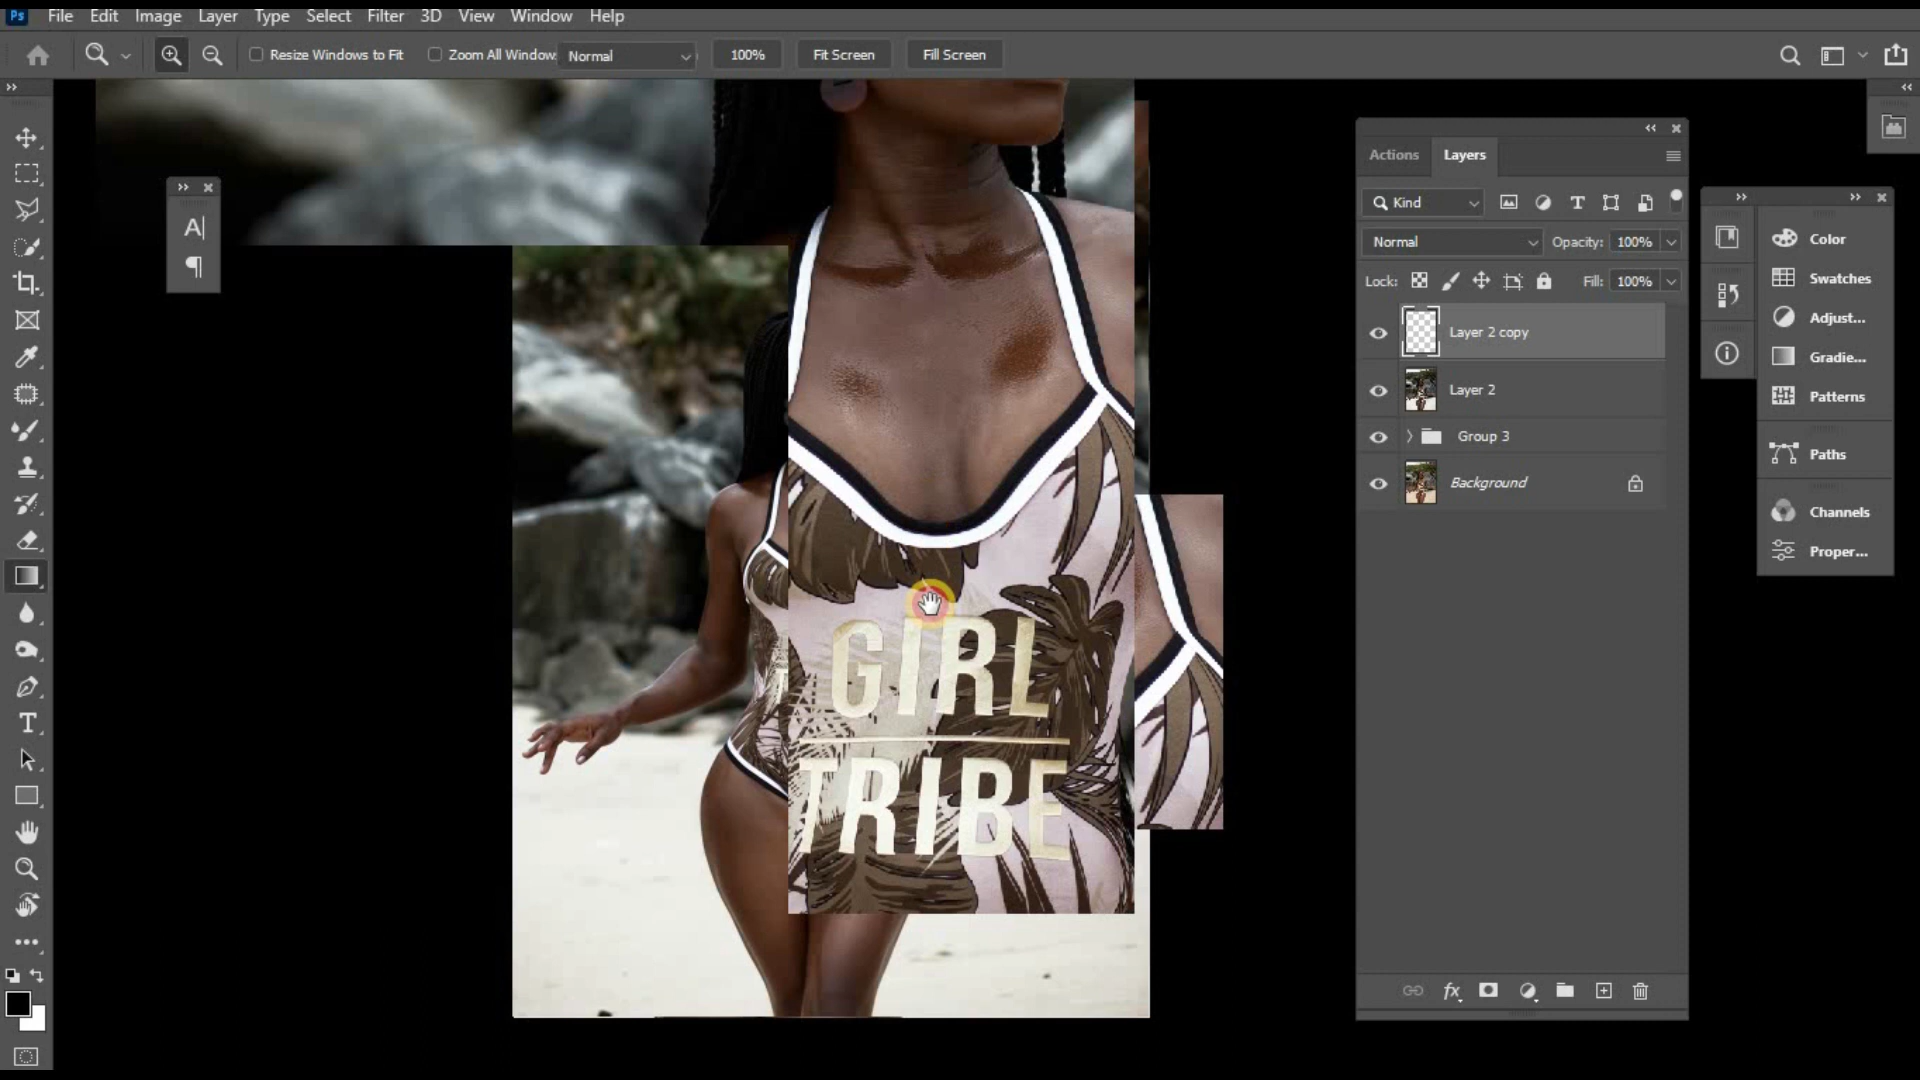 Ps File Edit Image Layer Type Select Filter 3D View Window Help
Resize Windows to Fit Zoom All Window Normal 100% Fit Screen Fill Screen
Actions Layers
Kind
Normal Opacity: 100%
Lock: Fill: 100%
Layer 2 copy
Layer 2
Group 3
Background
Color
Swatches
Adjust...
Gradie...
Patterns
Paths
Channels
Proper...
GIRL
TRIBE
fx